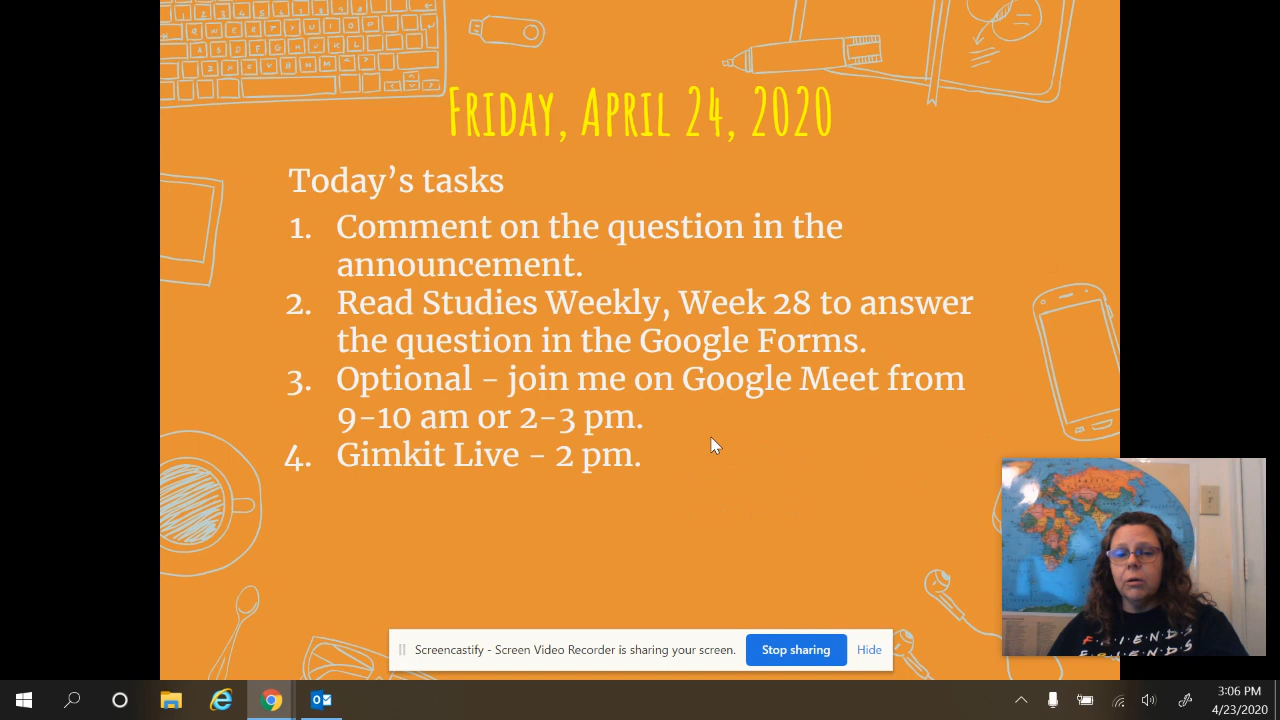 Friday, April 24, 2020
Today's tasks
1. Comment on the question in the
announcement.
2. Read Studies Weekly, Week 28 to answer
the question in the Google Forms.
3. Optional - join me on Google Meet from
9-10 am or 2-3 pm.
4. Gimkit Live - 2 pm.
F·R·I·E·N·D·S
Screencastify - Screen Video Recorder is sharing your screen.
Stop sharing
Hide
3:06 PM
4/23/2020